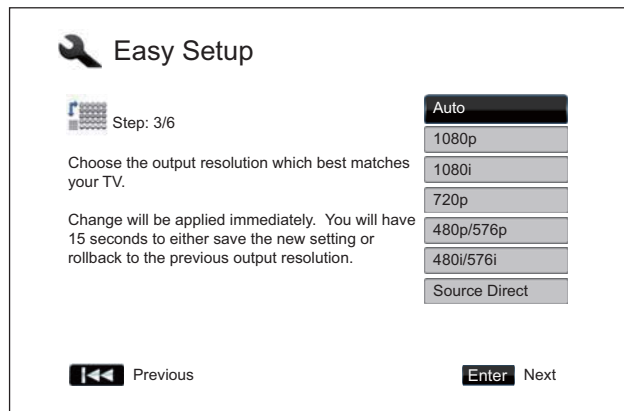 Easy Setup
Step: 3/6
Choose the output resolution which best matches
your TV.
Change will be applied immediately.  You will have
15 seconds to either save the new setting or
rollback to the previous output resolution.
Auto
1080p
1080i
720p
480p/576p
480i/576i
Source Direct
Previous
Enter Next